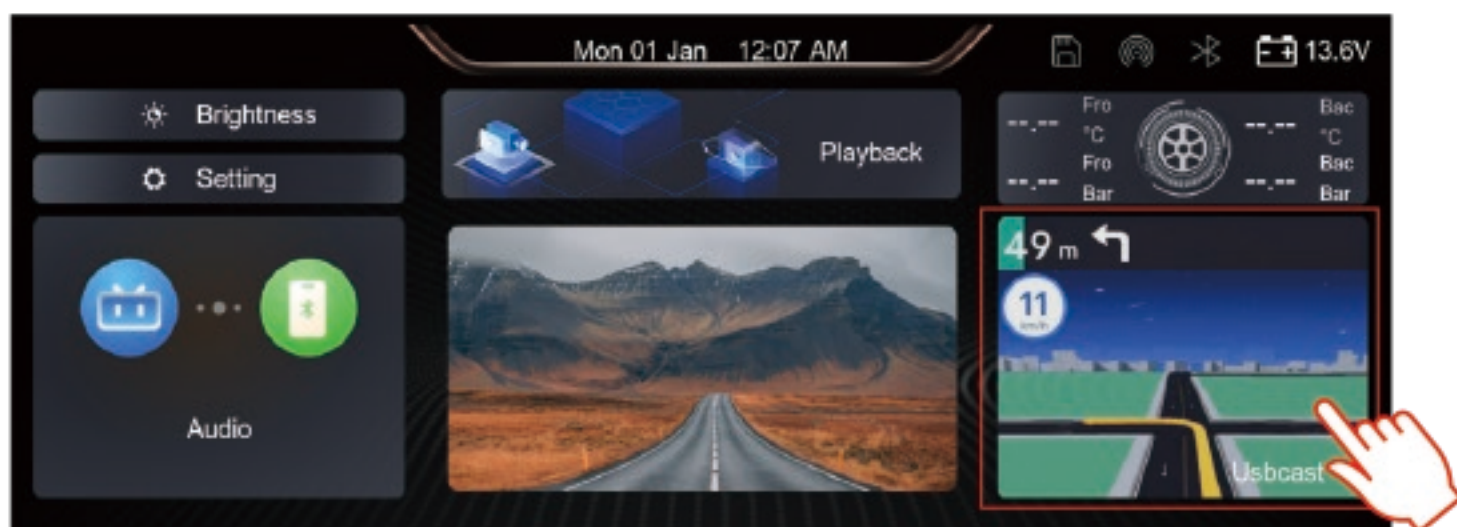 Mon 01 Jan 12:07 AM
13.6V
Brightness
Setting
Audio
Playback
--.-- Fro °C
--.-- Fro Bar
--.-- Bac °C
--.-- Bac Bar
49 m
11
km/h
Usbcast